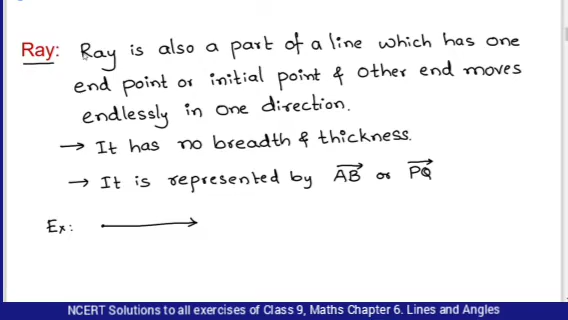 Ray: Ray is also a part of a line which has one
end point or initial point & other end moves
endlessly in one direction.
→ It has no breadth & thickness.
→ It is represented by \overrightarrow{AB} or \overrightarrow{PQ}
Ex:
NCERT Solutions to all exercises of Class 9, Maths Chapter 6. Lines and Angles